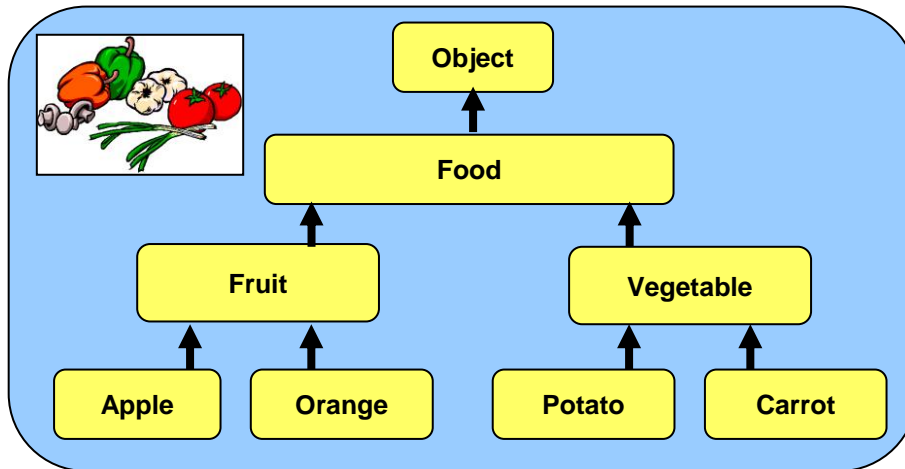 Object
Food
Fruit
Vegetable
Apple
Orange
Potato
Carrot